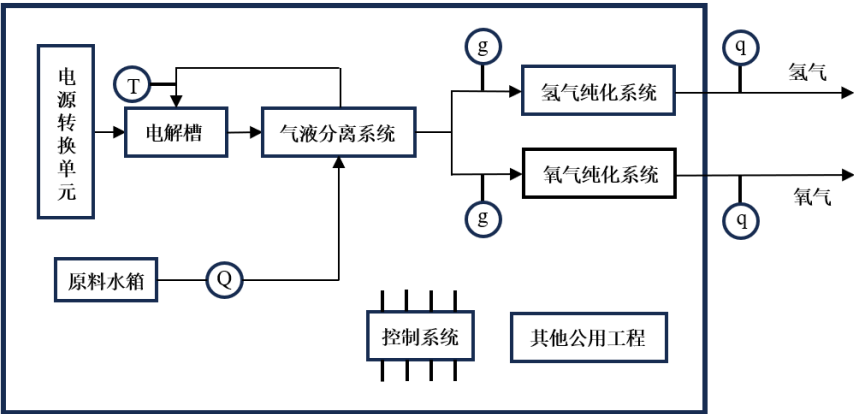 电源转换单元
T
电解槽
气液分离系统
g
氢气纯化系统
q
氢气
g
氧气纯化系统
q
氧气
原料水箱
Q
控制系统
其他公用工程